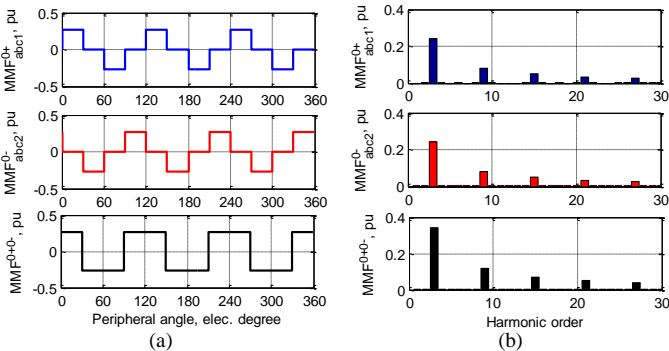 MMF0+abc1, pu
0.5
0
-0.5
0 60 120 180 240 300 360
MMF0-abc2, pu
0.5
0
-0.5
0 60 120 180 240 300 360
MMF0+0-, pu
0.5
0
-0.5
0 60 120 180 240 300 360
Peripheral angle, elec. degree
(a)
MMF0+abc1, pu
0.4
0.2
0
0 10 20 30
MMF0-abc2, pu
0.4
0.2
0
0 10 20 30
MMF0+0-, pu
0.4
0.2
0
0 10 20 30
Harmonic order
(b)